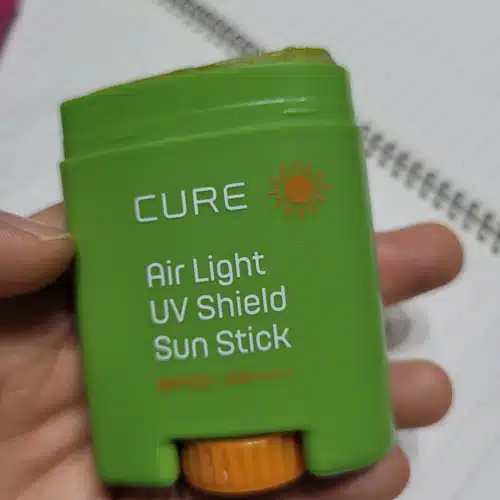 CURE
Air Light
UV Shield
Sun Stick